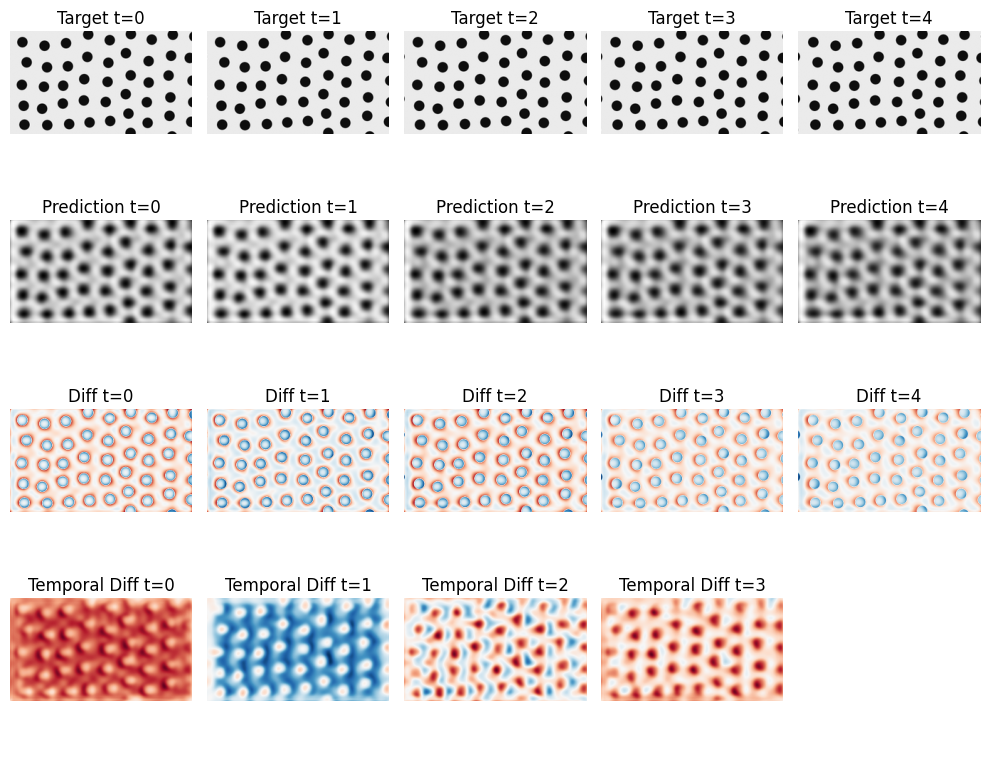 Target t=0 Target t=1 Target t=2 Target t=3 Target t=4
Prediction t=0 Prediction t=1 Prediction t=2 Prediction t=3 Prediction t=4
Diff t=0 Diff t=1 Diff t=2 Diff t=3 Diff t=4
Temporal Diff t=0 Temporal Diff t=1 Temporal Diff t=2 Temporal Diff t=3